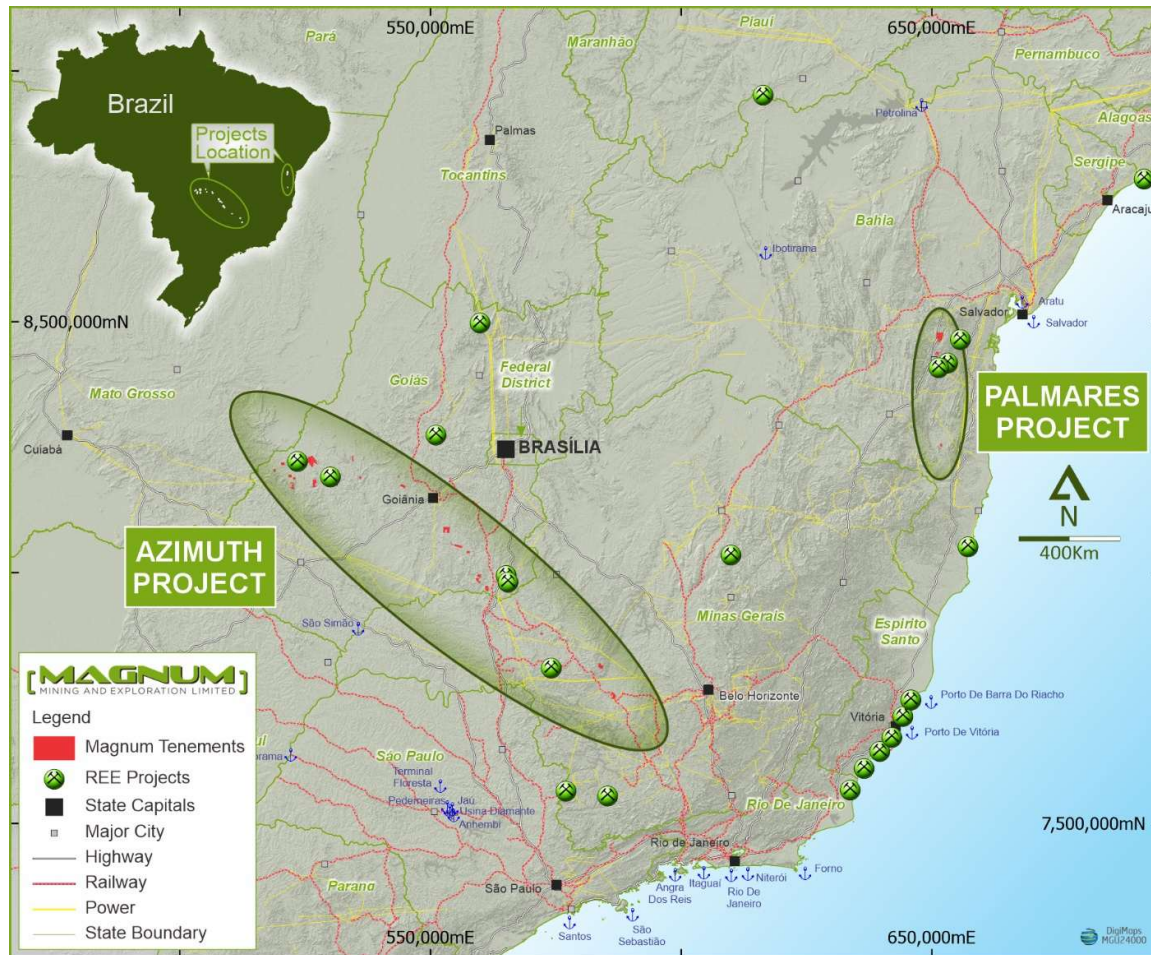 550,000mE
650,000mE
Pará
Maranhão
Piaui
Pernambuco
Brazil
Projects
Location
Palmas
Petrolina
Alagoas
Tocantins
Sergipe
Aracaju
Bahia
Ibotirama
8,500,000mN
Salvador
Aratu
Salvador
Federal
District
Goiás
Mato Grosso
PALMARES
PROJECT
Cuiabá
BRASÍLIA
Goiânia
N
400Km
AZIMUTH
PROJECT
Minas Gerais
Espirito
Santo
São Simão
[MAGNUM]
MINING AND EXPLORATION LIMITED
Belo Horizonte
Porto De Barra Do Riacho
Vitória
Porto De Vitória
Legend
Magnum Tenements
REE Projects
State Capitals
Major City
Highway
Railway
Power
State Boundary
São Paulo
Terminal
Floresta
Pederneiras
Jaú
Usina Diamante
Anhembi
Rio De Janeiro
7,500,000mN
Rio de Janeiro
Parana
São Paulo
Angra
Dos Reis
Itaguaí
Rio De
Janeiro
Niterói
Forno
Santos
São
Sebastião
550,000mE
650,000mE
DigiMaps
MGU24000